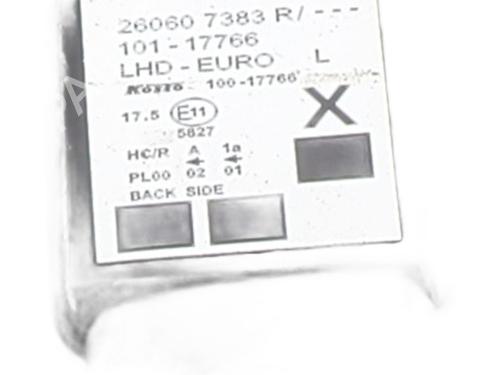 26060 7383 R/ - - -
101 - 17766
LHD - EURO L
Koito 100-17766
X
17.5 E11
5827
HC/R A 1a
PL00 02 01
BACK SIDE